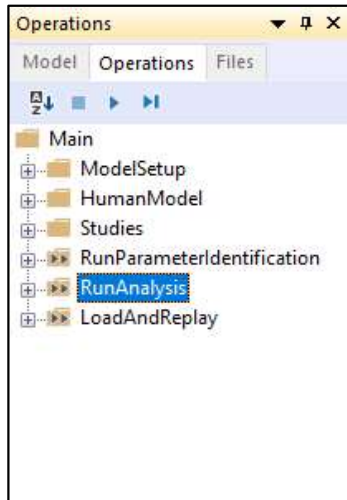 Operations
Model Operations Files
Main
ModelSetup
HumanModel
Studies
RunParameterIdentification
RunAnalysis
LoadAndReplay